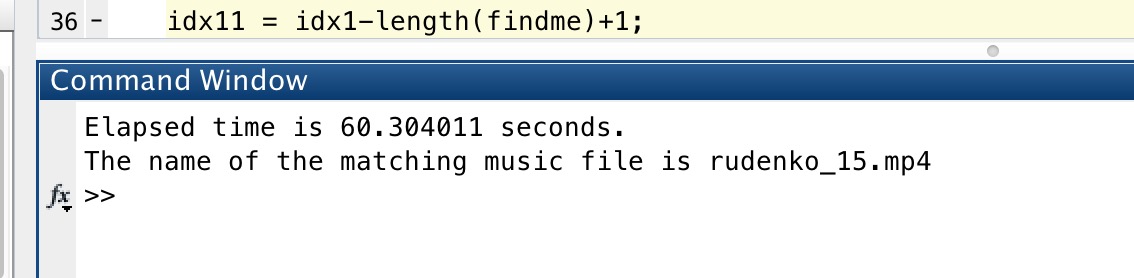 36 - idx11 = idx1-length(findme)+1;
Command Window
Elapsed time is 60.304011 seconds.
The name of the matching music file is rudenko_15.mp4
fx >>